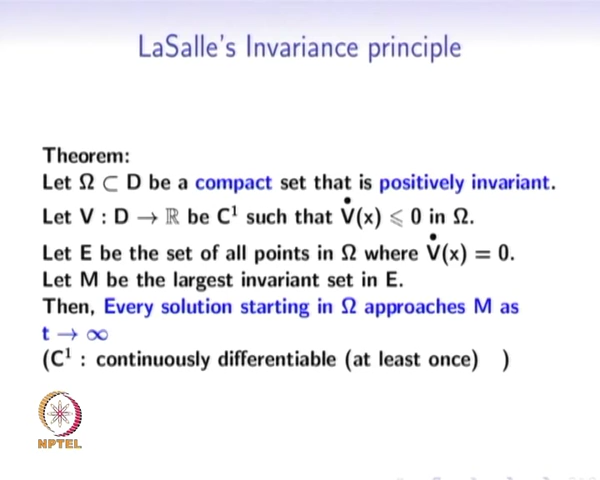 LaSalle's Invariance principle
Theorem:
Let Ω ⊂ D be a compact set that is positively invariant.
Let V : D → ℝ be C¹ such that V̇(x) ⩽ 0 in Ω.
Let E be the set of all points in Ω where V̇(x) = 0.
Let M be the largest invariant set in E.
Then, Every solution starting in Ω approaches M as
t → ∞
(C¹ : continuously differentiable (at least once) )
NPTEL